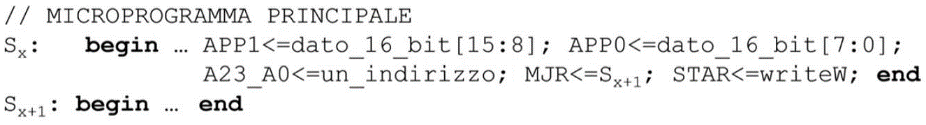 // MICROPROGRAMMA PRINCIPALE
Sx: begin … APP1<=dato_16_bit[15:8]; APP0<=dato_16_bit[7:0];
A23_A0<=un_indirizzo; MJR<=Sx+1; STAR<=writeW; end
Sx+1: begin … end